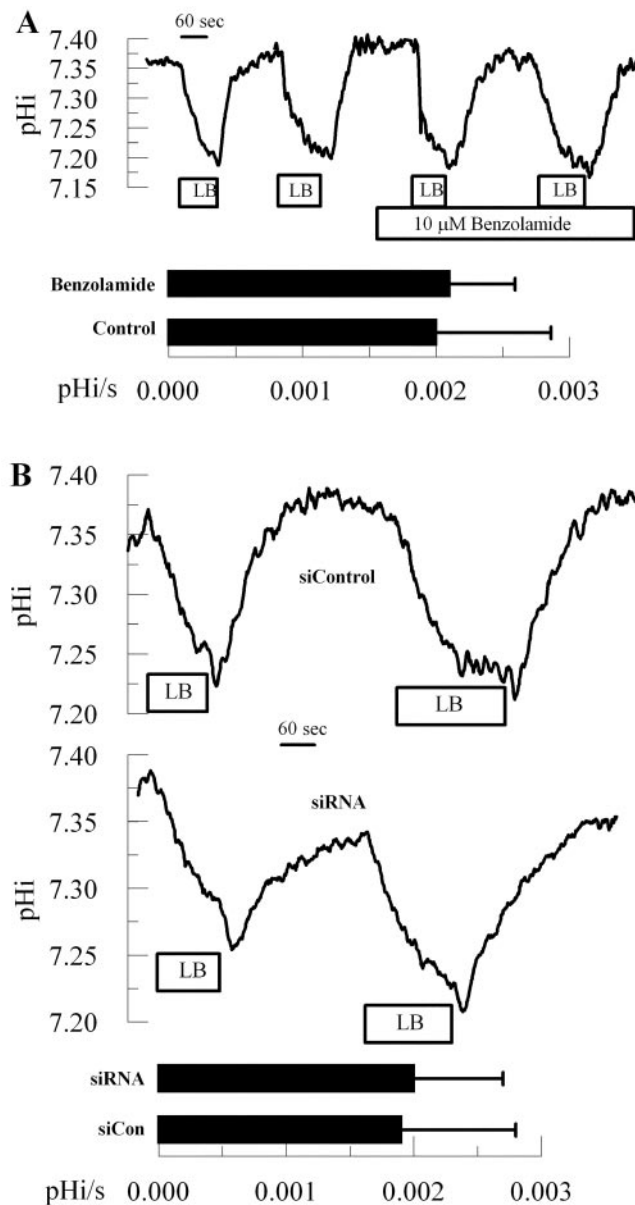 A
60 sec
7.40
7.35
7.30
7.25
7.20
7.15
pHi
LB
LB
LB
LB
10 µM Benzolamide
Benzolamide
Control
pHi/s
0.000 0.001 0.002 0.003
B
7.40
7.35
7.30
7.25
7.20
pHi
siControl
LB
LB
60 sec
7.40
7.35
7.30
7.25
7.20
pHi
siRNA
LB
LB
siRNA
siCon
pHi/s
0.000 0.001 0.002 0.003